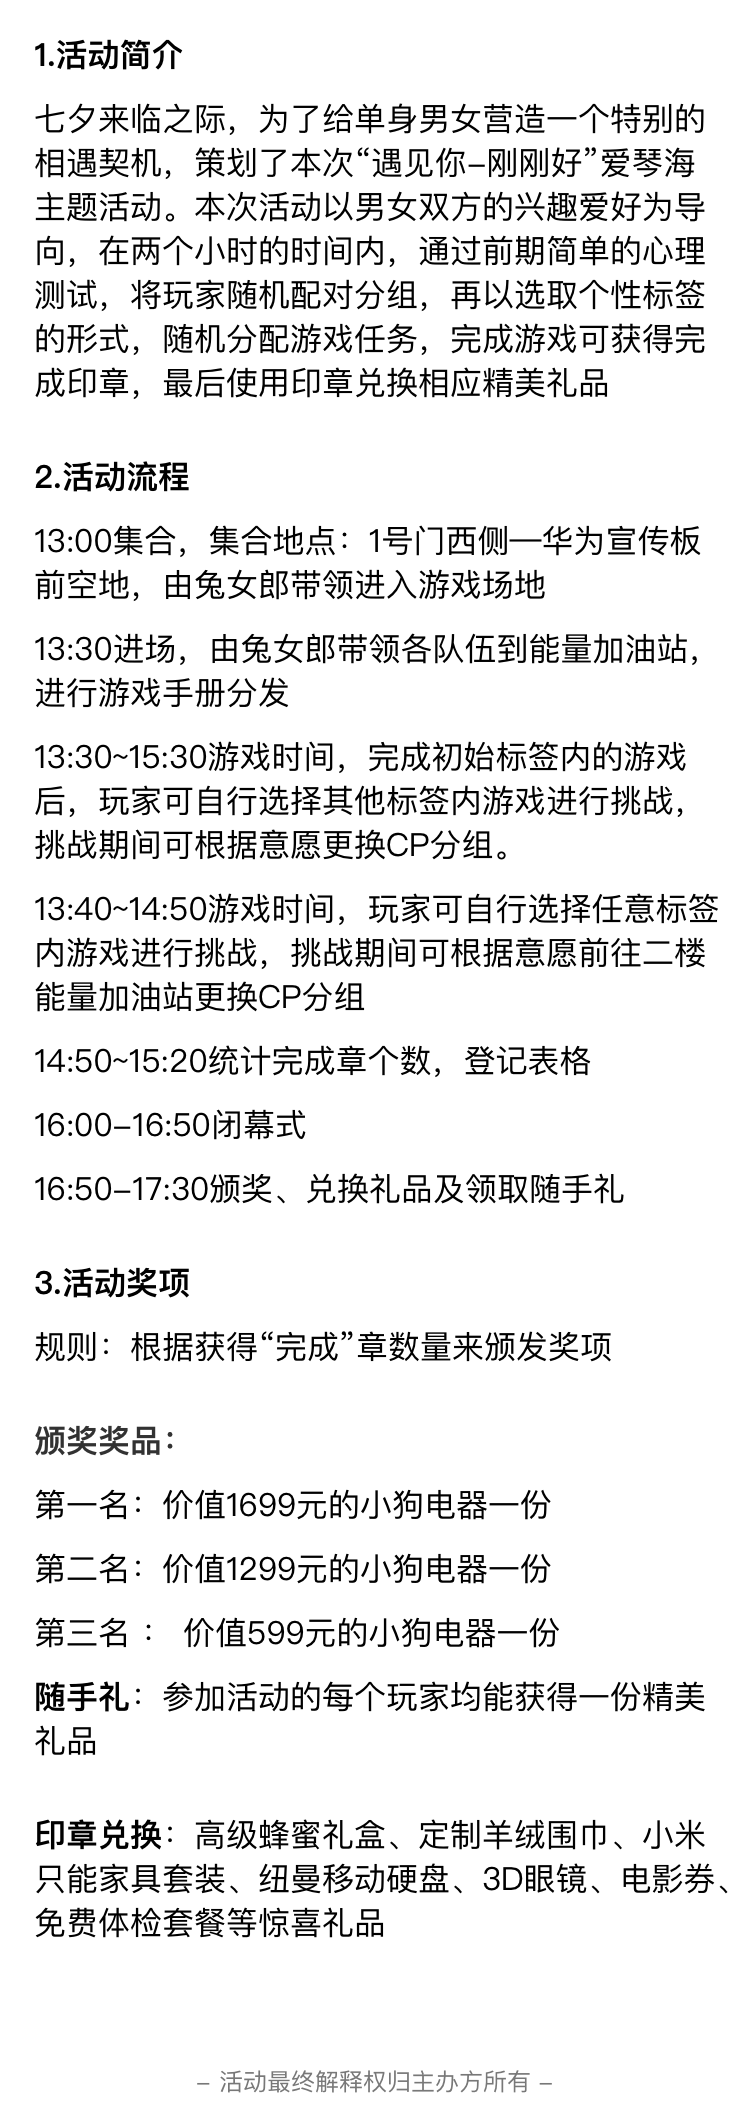 1.活动简介
七夕来临之际，为了给单身男女营造一个特别的
相遇契机，策划了本次“遇见你-刚刚好”爱琴海
主题活动。本次活动以男女双方的兴趣爱好为导
向，在两个小时的时间内，通过前期简单的心理
测试，将玩家随机配对分组，再以选取个性标签
的形式，随机分配游戏任务，完成游戏可获得完
成印章，最后使用印章兑换相应精美礼品
2.活动流程
13:00集合，集合地点：1号门西侧—华为宣传板
前空地，由兔女郎带领进入游戏场地
13:30进场，由兔女郎带领各队伍到能量加油站，
进行游戏手册分发
13:30~15:30游戏时间，完成初始标签内的游戏
后，玩家可自行选择其他标签内游戏进行挑战，
挑战期间可根据意愿更换CP分组。
13:40~14:50游戏时间，玩家可自行选择任意标签
内游戏进行挑战，挑战期间可根据意愿前往二楼
能量加油站更换CP分组
14:50~15:20统计完成章个数，登记表格
16:00-16:50闭幕式
16:50-17:30颁奖、兑换礼品及领取随手礼
3.活动奖项
规则：根据获得“完成”章数量来颁发奖项
颁奖奖品：
第一名：价值1699元的小狗电器一份
第二名：价值1299元的小狗电器一份
第三名： 价值599元的小狗电器一份
随手礼：参加活动的每个玩家均能获得一份精美
礼品
印章兑换：高级蜂蜜礼盒、定制羊绒围巾、小米
只能家具套装、纽曼移动硬盘、3D眼镜、电影券、
免费体检套餐等惊喜礼品
- 活动最终解释权归主办方所有 -